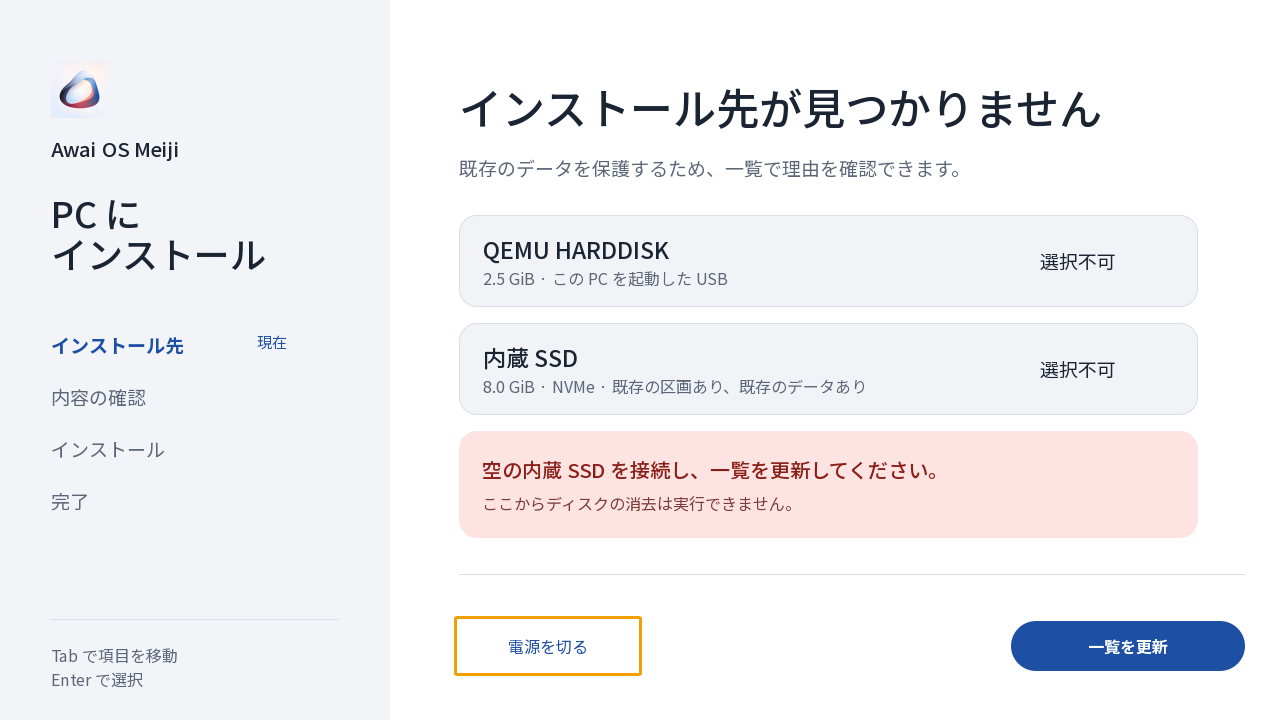 Awai OS Meiji
PC に
インストール
インストール先
現在
内容の確認
インストール
完了
Tab で項目を移動
Enter で選択
インストール先が見つかりません
既存のデータを保護するため、一覧で理由を確認できます。
QEMU HARDDISK
2.5 GiB · この PC を起動した USB
選択不可
内蔵 SSD
8.0 GiB · NVMe · 既存の区画あり、既存のデータあり
選択不可
空の内蔵 SSD を接続し、一覧を更新してください。
ここからディスクの消去は実行できません。
電源を切る
一覧を更新